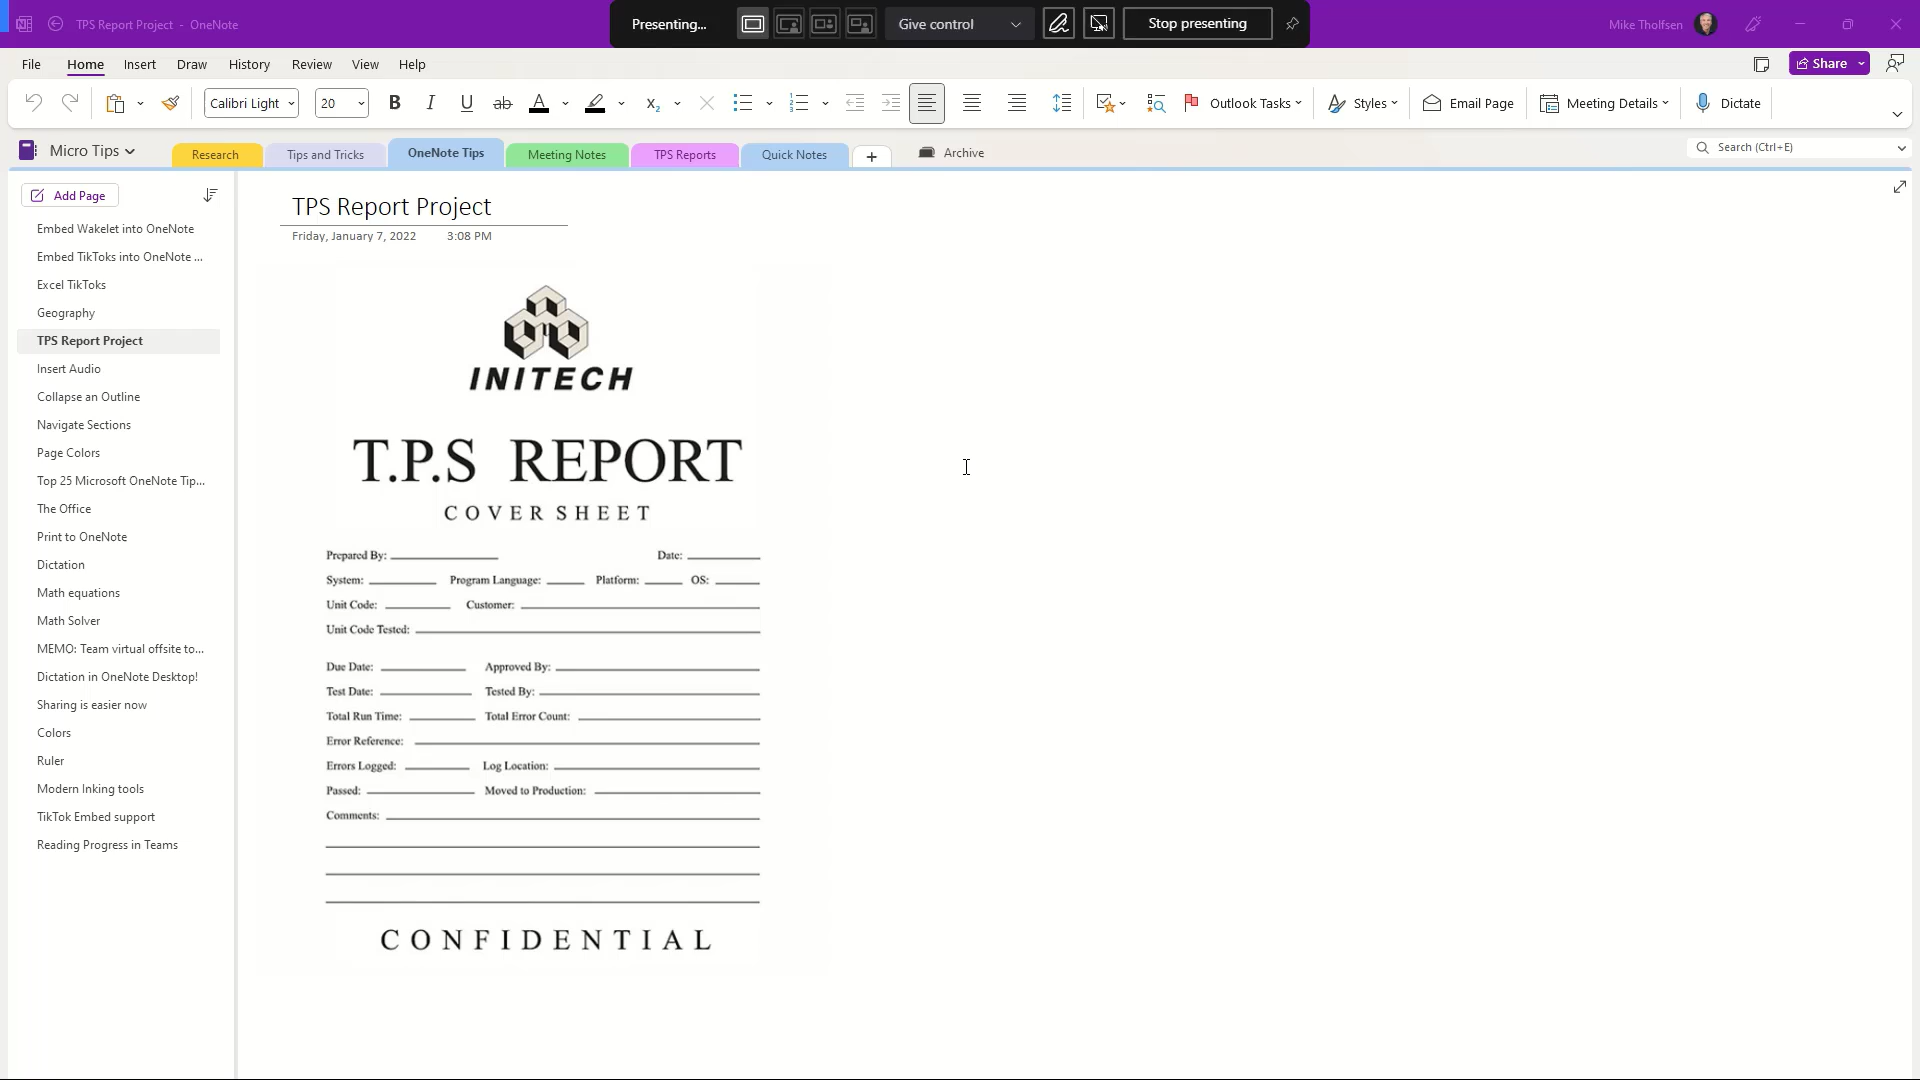 TPS Report Project - OneNote
Presenting...
Give control
Stop presenting
Mike Tholfsen
File Home Insert Draw History Review View Help
Share
Calibri Light 20 B I U ab A x₂ Outlook Tasks Styles Email Page Meeting Details Dictate
Micro Tips
Research Tips and Tricks OneNote Tips Meeting Notes TPS Reports Quick Notes + Archive
Search (Ctrl+E)
Add Page
Embed Wakelet into OneNote
Embed TikToks into OneNote ...
Excel TikToks
Geography
TPS Report Project
Insert Audio
Collapse an Outline
Navigate Sections
Page Colors
Top 25 Microsoft OneNote Tip...
The Office
Print to OneNote
Dictation
Math equations
Math Solver
MEMO: Team virtual offsite to...
Dictation in OneNote Desktop!
Sharing is easier now
Colors
Ruler
Modern Inking tools
TikTok Embed support
Reading Progress in Teams
TPS Report Project
Friday, January 7, 2022 3:08 PM
INITECH
T.P.S REPORT
COVER SHEET
Prepared By: Date:
System: Program Language: Platform: OS:
Unit Code: Customer:
Unit Code Tested:
Due Date: Approved By:
Test Date: Tested By:
Total Run Time: Total Error Count:
Error Reference:
Errors Logged: Log Location:
Passed: Moved to Production:
Comments:
CONFIDENTIAL